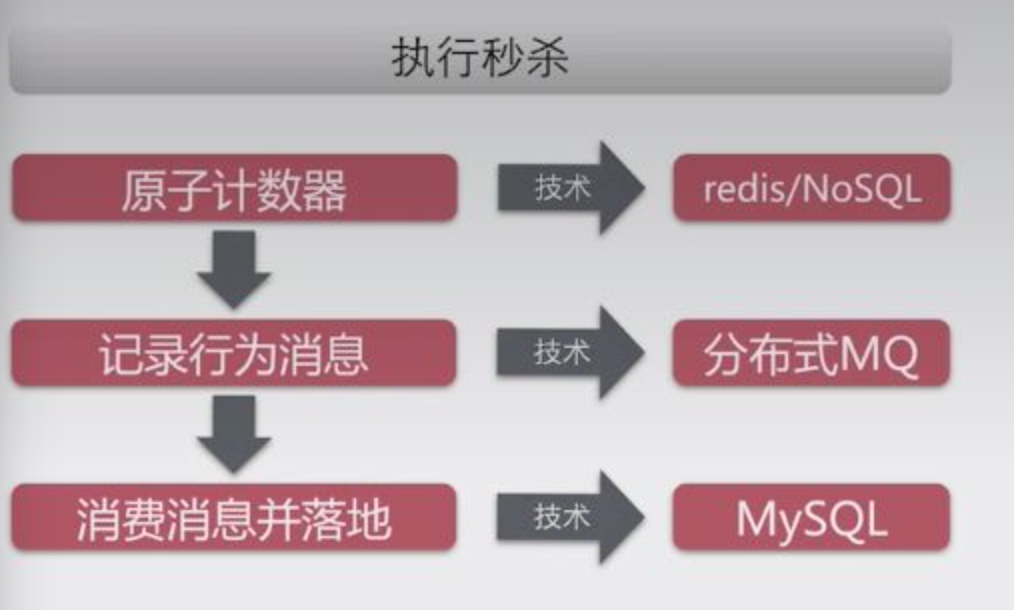 执行秒杀
原子计数器
技术
redis/NoSQL
记录行为消息
技术
分布式MQ
消费消息并落地
技术
MySQL